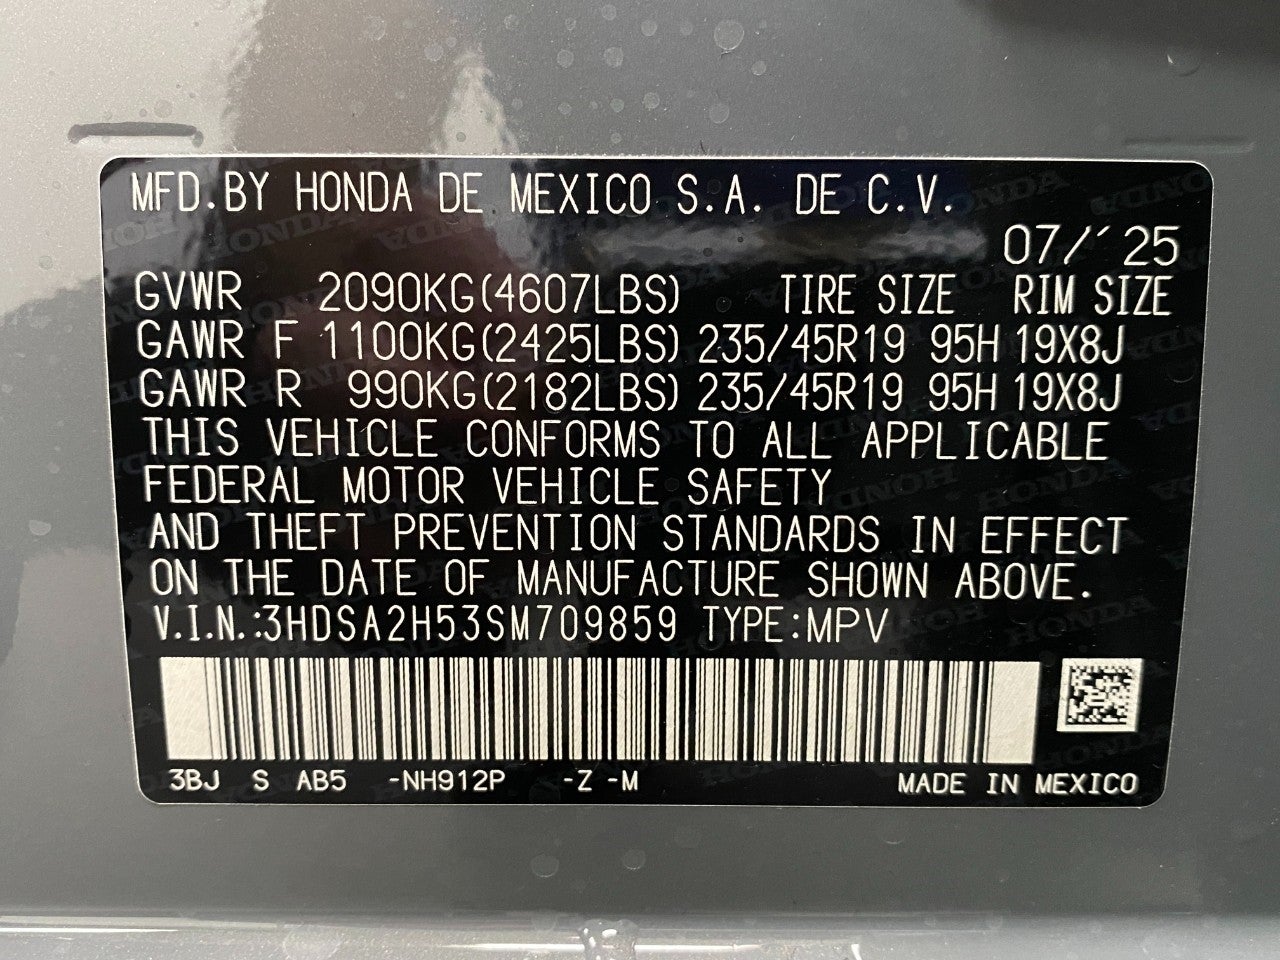 MFD.BY HONDA DE MEXICO S.A. DE C.V.
07/´25
GVWR 2090KG(4607LBS) TIRE SIZE RIM SIZE
GAWR F 1100KG(2425LBS) 235/45R19 95H 19X8J
GAWR R 990KG(2182LBS) 235/45R19 95H 19X8J
THIS VEHICLE CONFORMS TO ALL APPLICABLE
FEDERAL MOTOR VEHICLE SAFETY
AND THEFT PREVENTION STANDARDS IN EFFECT
ON THE DATE OF MANUFACTURE SHOWN ABOVE.
V.I.N.:3HDSA2H53SM709859 TYPE:MPV
3BJ S AB5 -NH912P -Z -M MADE IN MEXICO